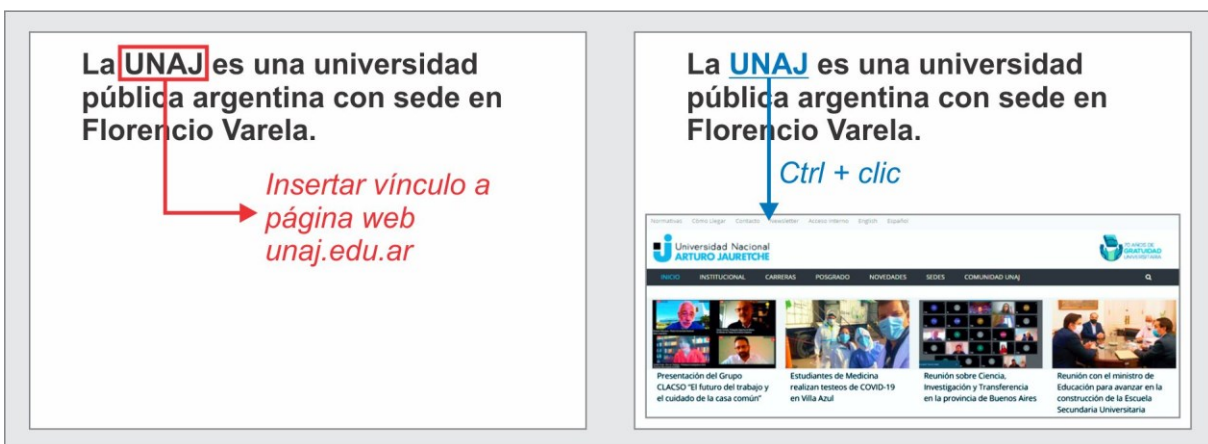 La UNAJ es una universidad
pública argentina con sede en
Florencio Varela.
Insertar vínculo a
página web
unaj.edu.ar
La UNAJ es una universidad
pública argentina con sede en
Florencio Varela.
Ctrl + clic
Normativas Cómo Llegar Contacto Newsletter Acceso Interno English Español
Universidad Nacional
ARTURO JAURETCHE
70 AÑOS DE
GRATUIDAD
UNIVERSITARIA
INICIO INSTITUCIONAL CARRERAS POSGRADO NOVEDADES SEDES COMUNIDAD UNAJ
Presentación del Grupo
CLACSO "El futuro del trabajo y
el cuidado de la casa común"
Estudiantes de Medicina
realizan testeos de COVID-19
en Villa Azul
Reunión sobre Ciencia,
Investigación y Transferencia
en la provincia de Buenos Aires
Reunión con el ministro de
Educación para avanzar en la
construcción de la Escuela
Secundaria Universitaria